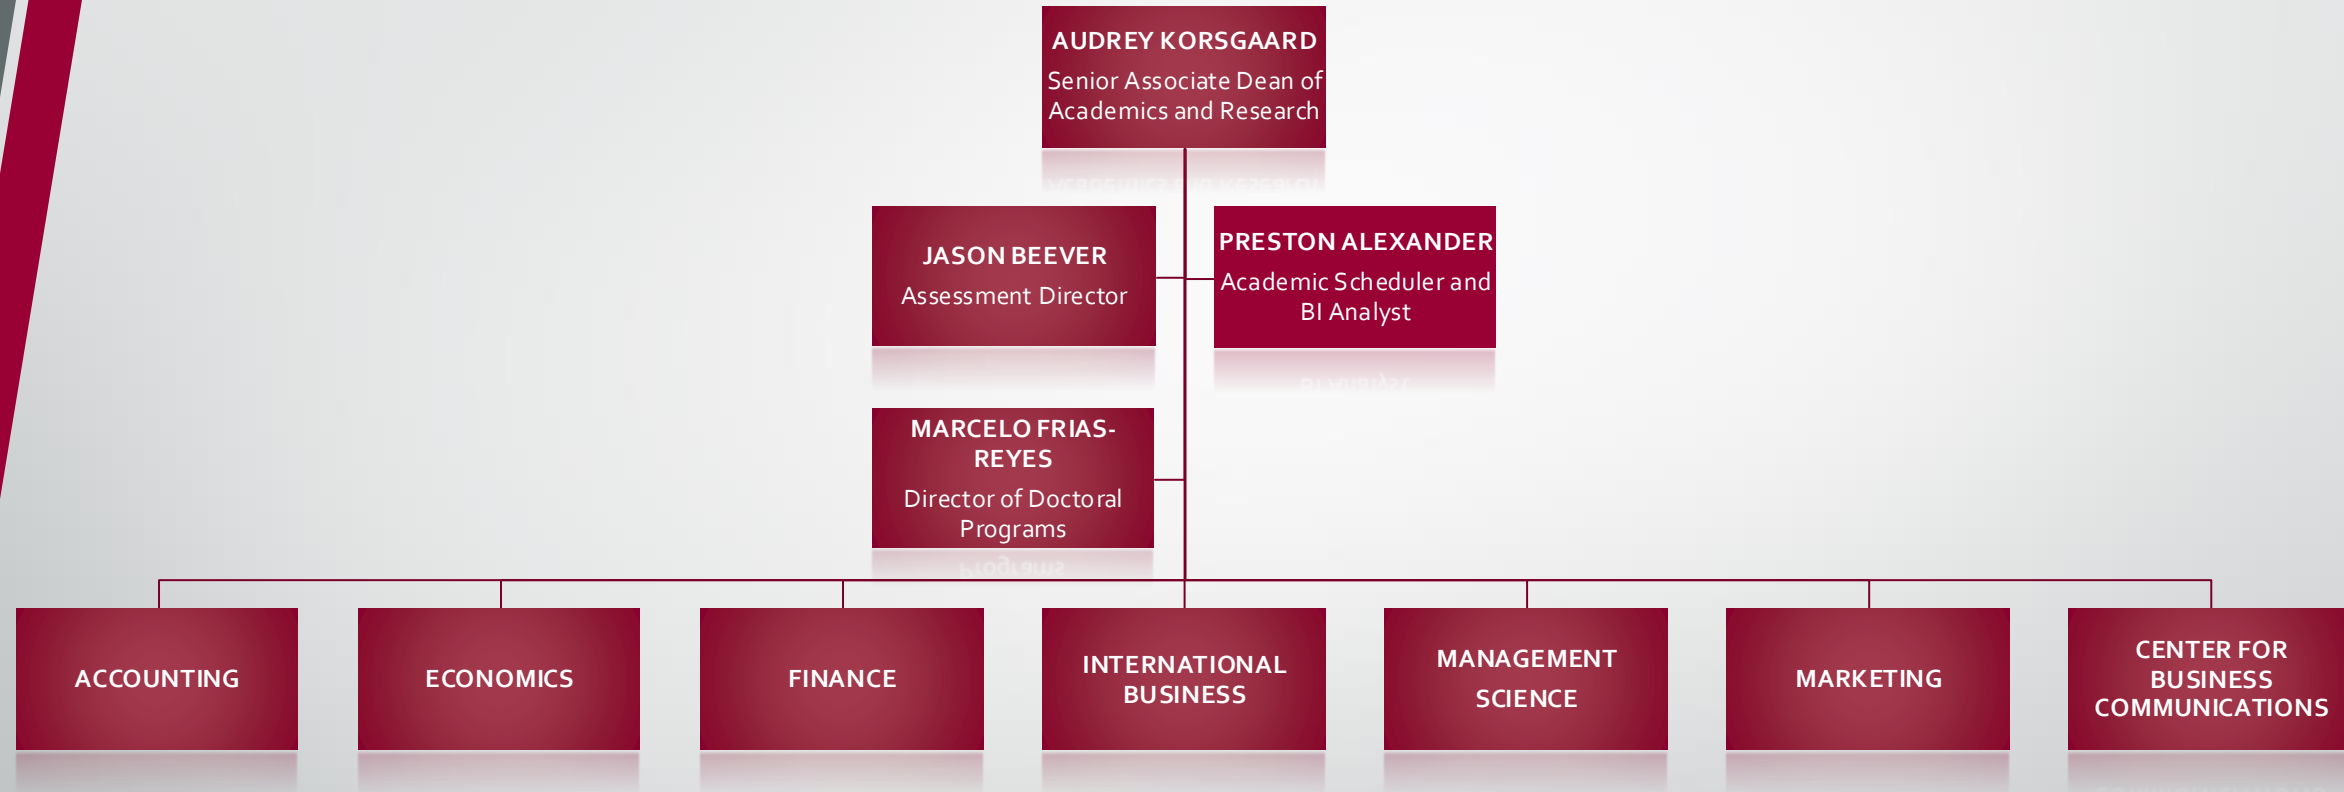 AUDREY KORSGAARD
Senior Associate Dean of
Academics and Research
JASON BEEVER
Assessment Director
PRESTON ALEXANDER
Academic Scheduler and
BI Analyst
MARCELO FRIAS-
REYES
Director of Doctoral
Programs
ACCOUNTING
ECONOMICS
FINANCE
INTERNATIONAL
BUSINESS
MANAGEMENT
SCIENCE
MARKETING
CENTER FOR
BUSINESS
COMMUNICATIONS